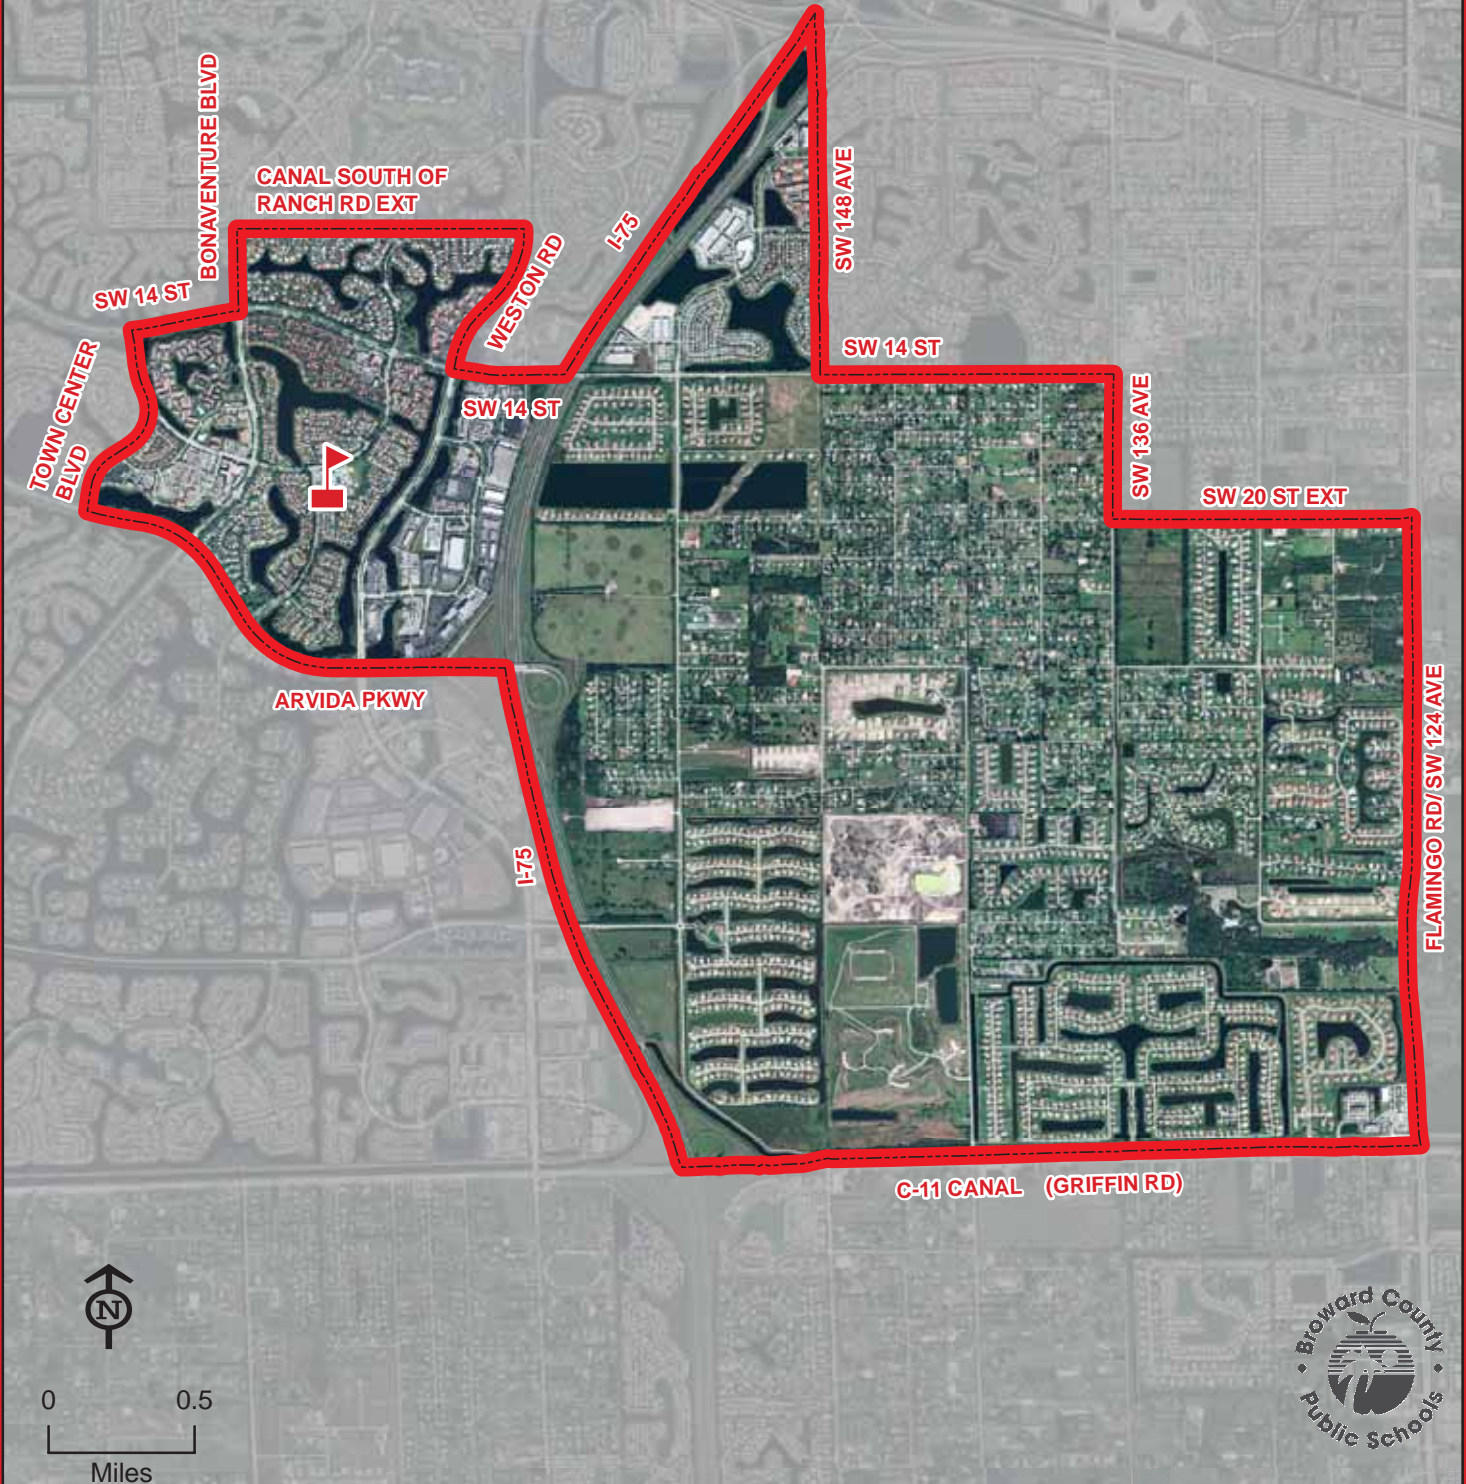 BONAVENTURE BLVD
CANAL SOUTH OF
RANCH RD EXT
I-75
SW 148 AVE
WESTON RD
SW 14 ST
TOWN CENTER
BLVD
SW 14 ST
SW 14 ST
SW 136 AVE
SW 20 ST EXT
ARVIDA PKWY
FLAMINGO RD/ SW 124 AVE
I-75
C-11 CANAL (GRIFFIN RD)
N
0 0.5
Miles
Broward County
Public Schools